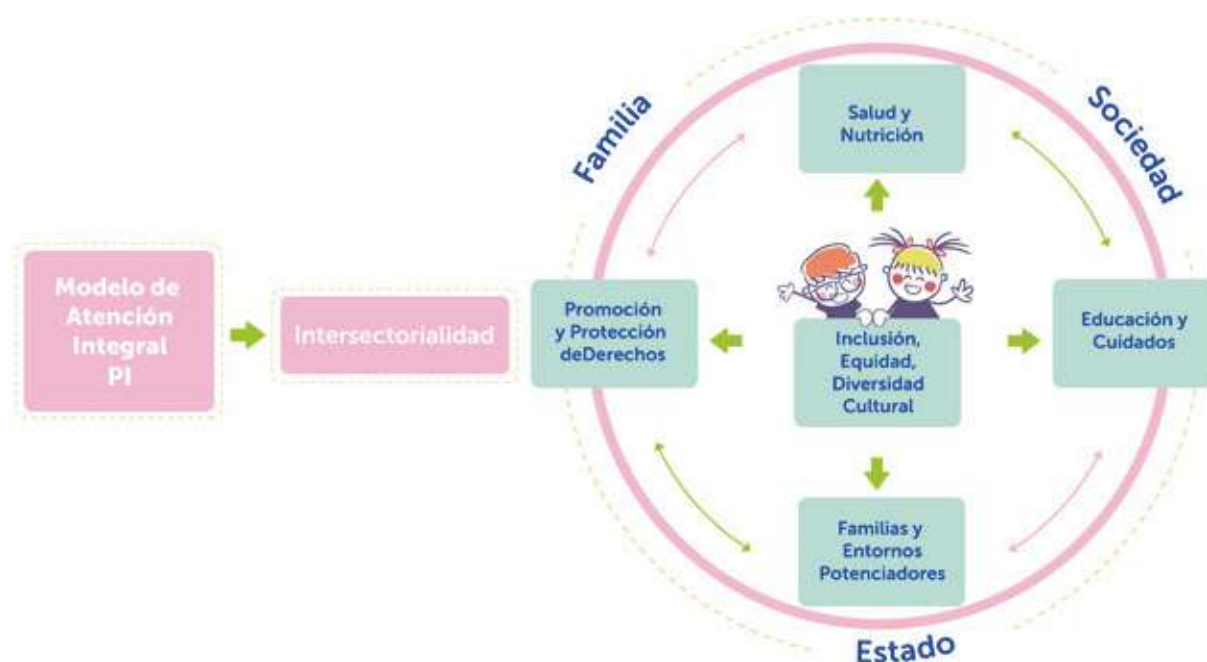 Modelo de
Atención
Integral
PI
Intersectorialidad
Familia
Sociedad
Estado
Salud y
Nutrición
Promoción
y Protección
deDerechos
Inclusión,
Equidad,
Diversidad
Cultural
Educación y
Cuidados
Familias y
Entornos
Potenciadores